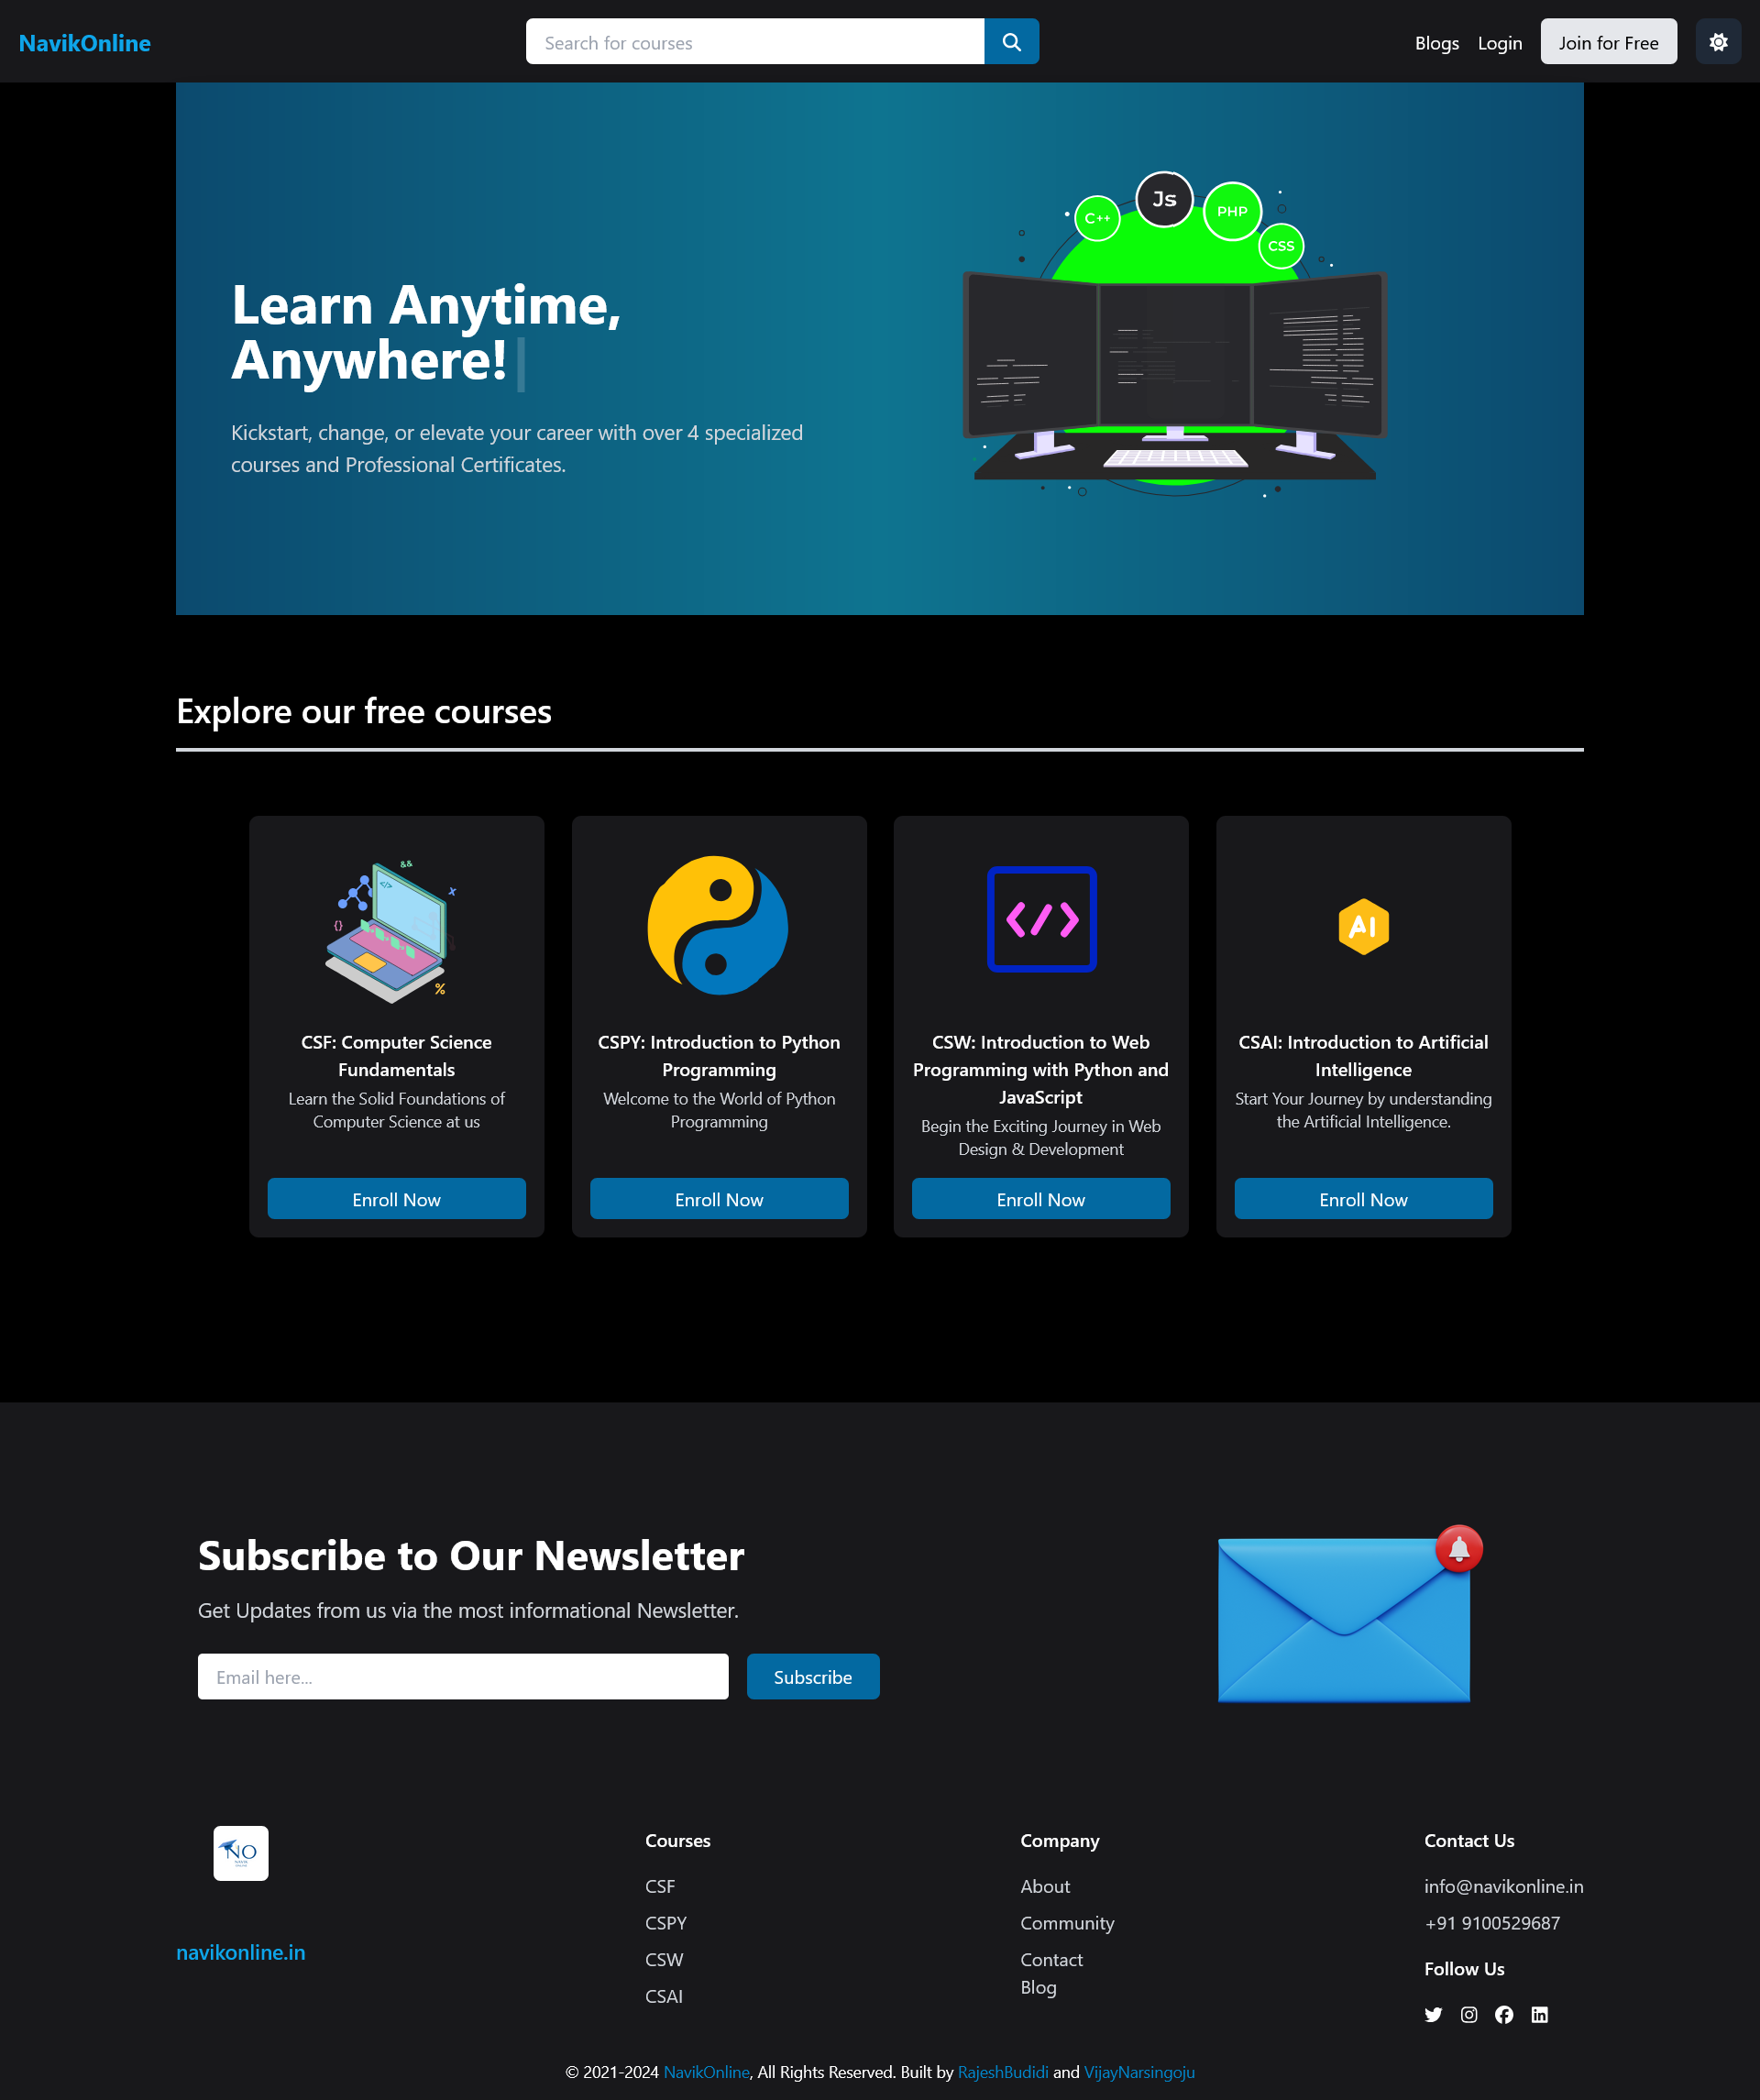 NavikOnline
Search for courses
Blogs
Login
Join for Free
C++
Js
PHP
CSS
Learn Anytime,
Anywhere!
Kickstart, change, or elevate your career with over 4 specialized
courses and Professional Certificates.
Explore our free courses
&&
x
</>
{}
%
CSF: Computer Science
Fundamentals
Learn the Solid Foundations of
Computer Science at us
Enroll Now
CSPY: Introduction to Python
Programming
Welcome to the World of Python
Programming
Enroll Now
CSW: Introduction to Web
Programming with Python and
JavaScript
Begin the Exciting Journey in Web
Design & Development
Enroll Now
AI
CSAI: Introduction to Artificial
Intelligence
Start Your Journey by understanding
the Artificial Intelligence.
Enroll Now
Subscribe to Our Newsletter
Get Updates from us via the most informational Newsletter.
Email here...
Subscribe
NO
navikonline.in
Courses
CSF
CSPY
CSW
CSAI
Company
About
Community
Contact
Blog
Contact Us
info@navikonline.in
+91 9100529687
Follow Us
© 2021-2024 NavikOnline, All Rights Reserved. Built by RajeshBudidi and VijayNarsingoju